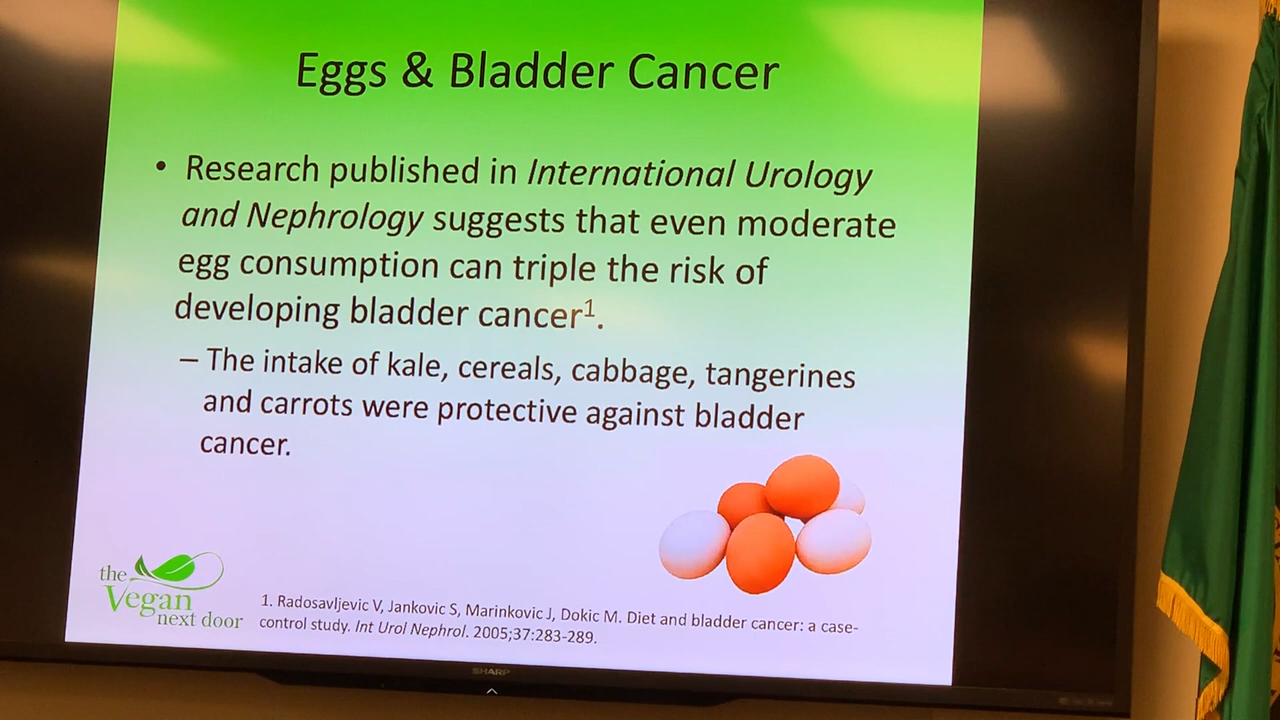 Eggs & Bladder Cancer
• Research published in International Urology
and Nephrology suggests that even moderate
egg consumption can triple the risk of
developing bladder cancer¹.
– The intake of kale, cereals, cabbage, tangerines
and carrots were protective against bladder
cancer.
the
Vegan
next door
1. Radosavljevic V, Jankovic S, Marinkovic J, Dokic M. Diet and bladder cancer: a case-
control study. Int Urol Nephrol. 2005;37:283-289.
SHARP